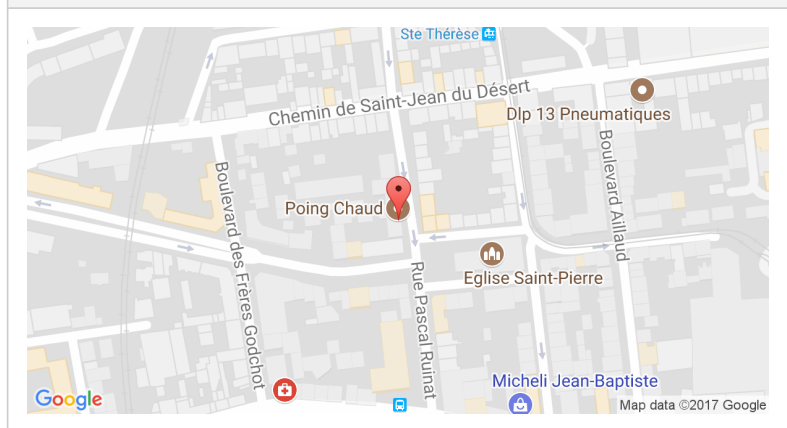 Ste Thérèse
Chemin de Saint-Jean du Désert
Dlp 13 Pneumatiques
Boulevard des Frères Godchot
Poing Chaud
Boulevard Aillaud
Rue Pascal Ruinat
Eglise Saint-Pierre
Micheli Jean-Baptiste
Google
Map data ©2017 Google